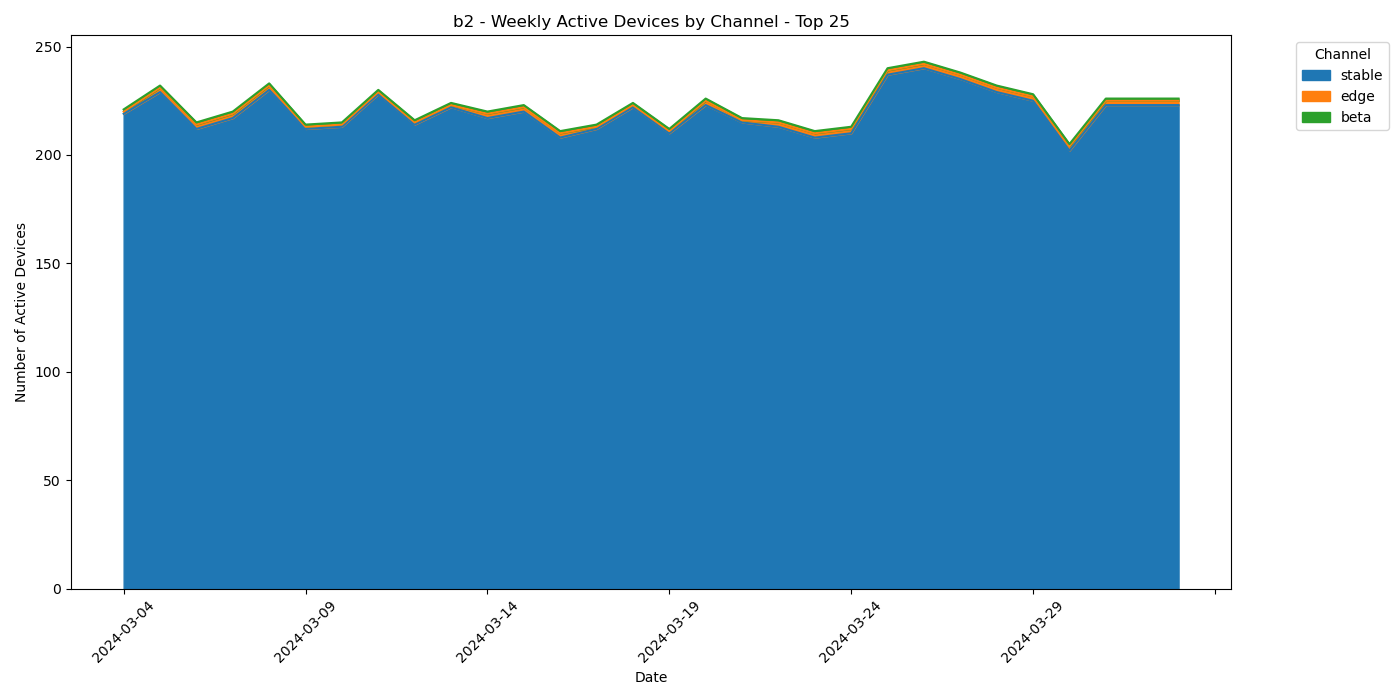 b2 - Weekly Active Devices by Channel - Top 25
Number of Active Devices
250
200
150
100
50
0
2024-03-04
2024-03-09
2024-03-14
2024-03-19
2024-03-24
2024-03-29
Date
Channel
stable
edge
beta